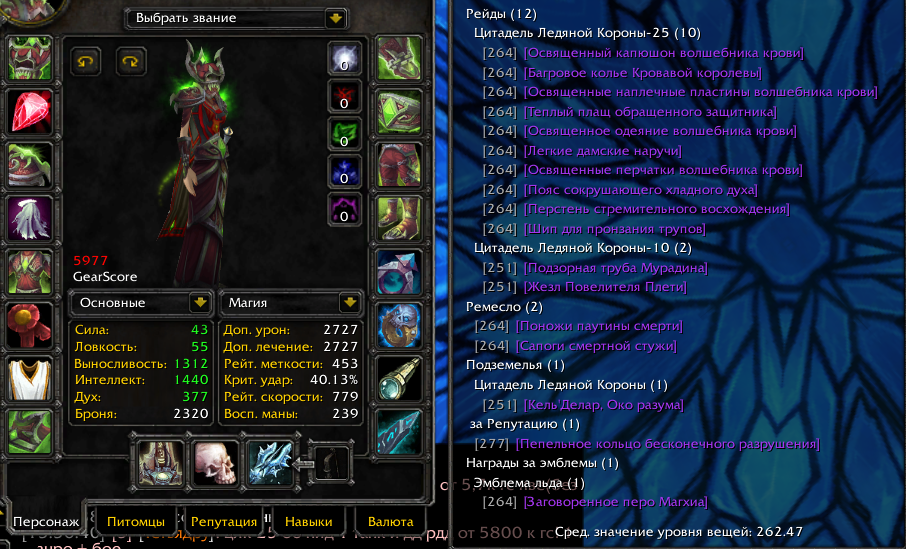 Выбрать звание
0
0
0
0
0
5977
GearScore
Основные
Магия
Сила: 43
Ловкость: 55
Выносливость: 1312
Интеллект: 1440
Дух: 377
Броня: 2320
Доп. урон: 2727
Доп. лечение: 2727
Рейт. меткости: 453
Крит. удар: 40.13%
Рейт. скорости: 779
Восп. маны: 239
Персонаж
Питомцы
Репутация
Навыки
Валюта
Рейды (12)
Цитадель Ледяной Короны-25 (10)
[264] [Освященный капюшон волшебника крови]
[264] [Багровое колье Кровавой королевы]
[264] [Освященные наплечные пластины волшебника крови]
[264] [Теплый плащ обращенного защитника]
[264] [Освященное одеяние волшебника крови]
[264] [Легкие дамские наручи]
[264] [Освященные перчатки волшебника крови]
[264] [Пояс сокрушающего хладного духа]
[264] [Перстень стремительного восхождения]
[264] [Шип для пронзания трупов]
Цитадель Ледяной Короны-10 (2)
[251] [Подзорная труба Мурадина]
[251] [Жезл Повелителя Плети]
Ремесло (2)
[264] [Поножи паутины смерти]
[264] [Сапоги смертной стужи]
Подземелья (1)
Цитадель Ледяной Короны (1)
[251] [Кель'Делар, Око разума]
за Репутацию (1)
[277] [Пепельное кольцо бесконечного разрушения]
Награды за эмблемы (1)
Эмблема льда (1)
[264] [Заговоренное перо Магхиа]
от 5800 к гс
Сред. значение уровня вещей: 262.47